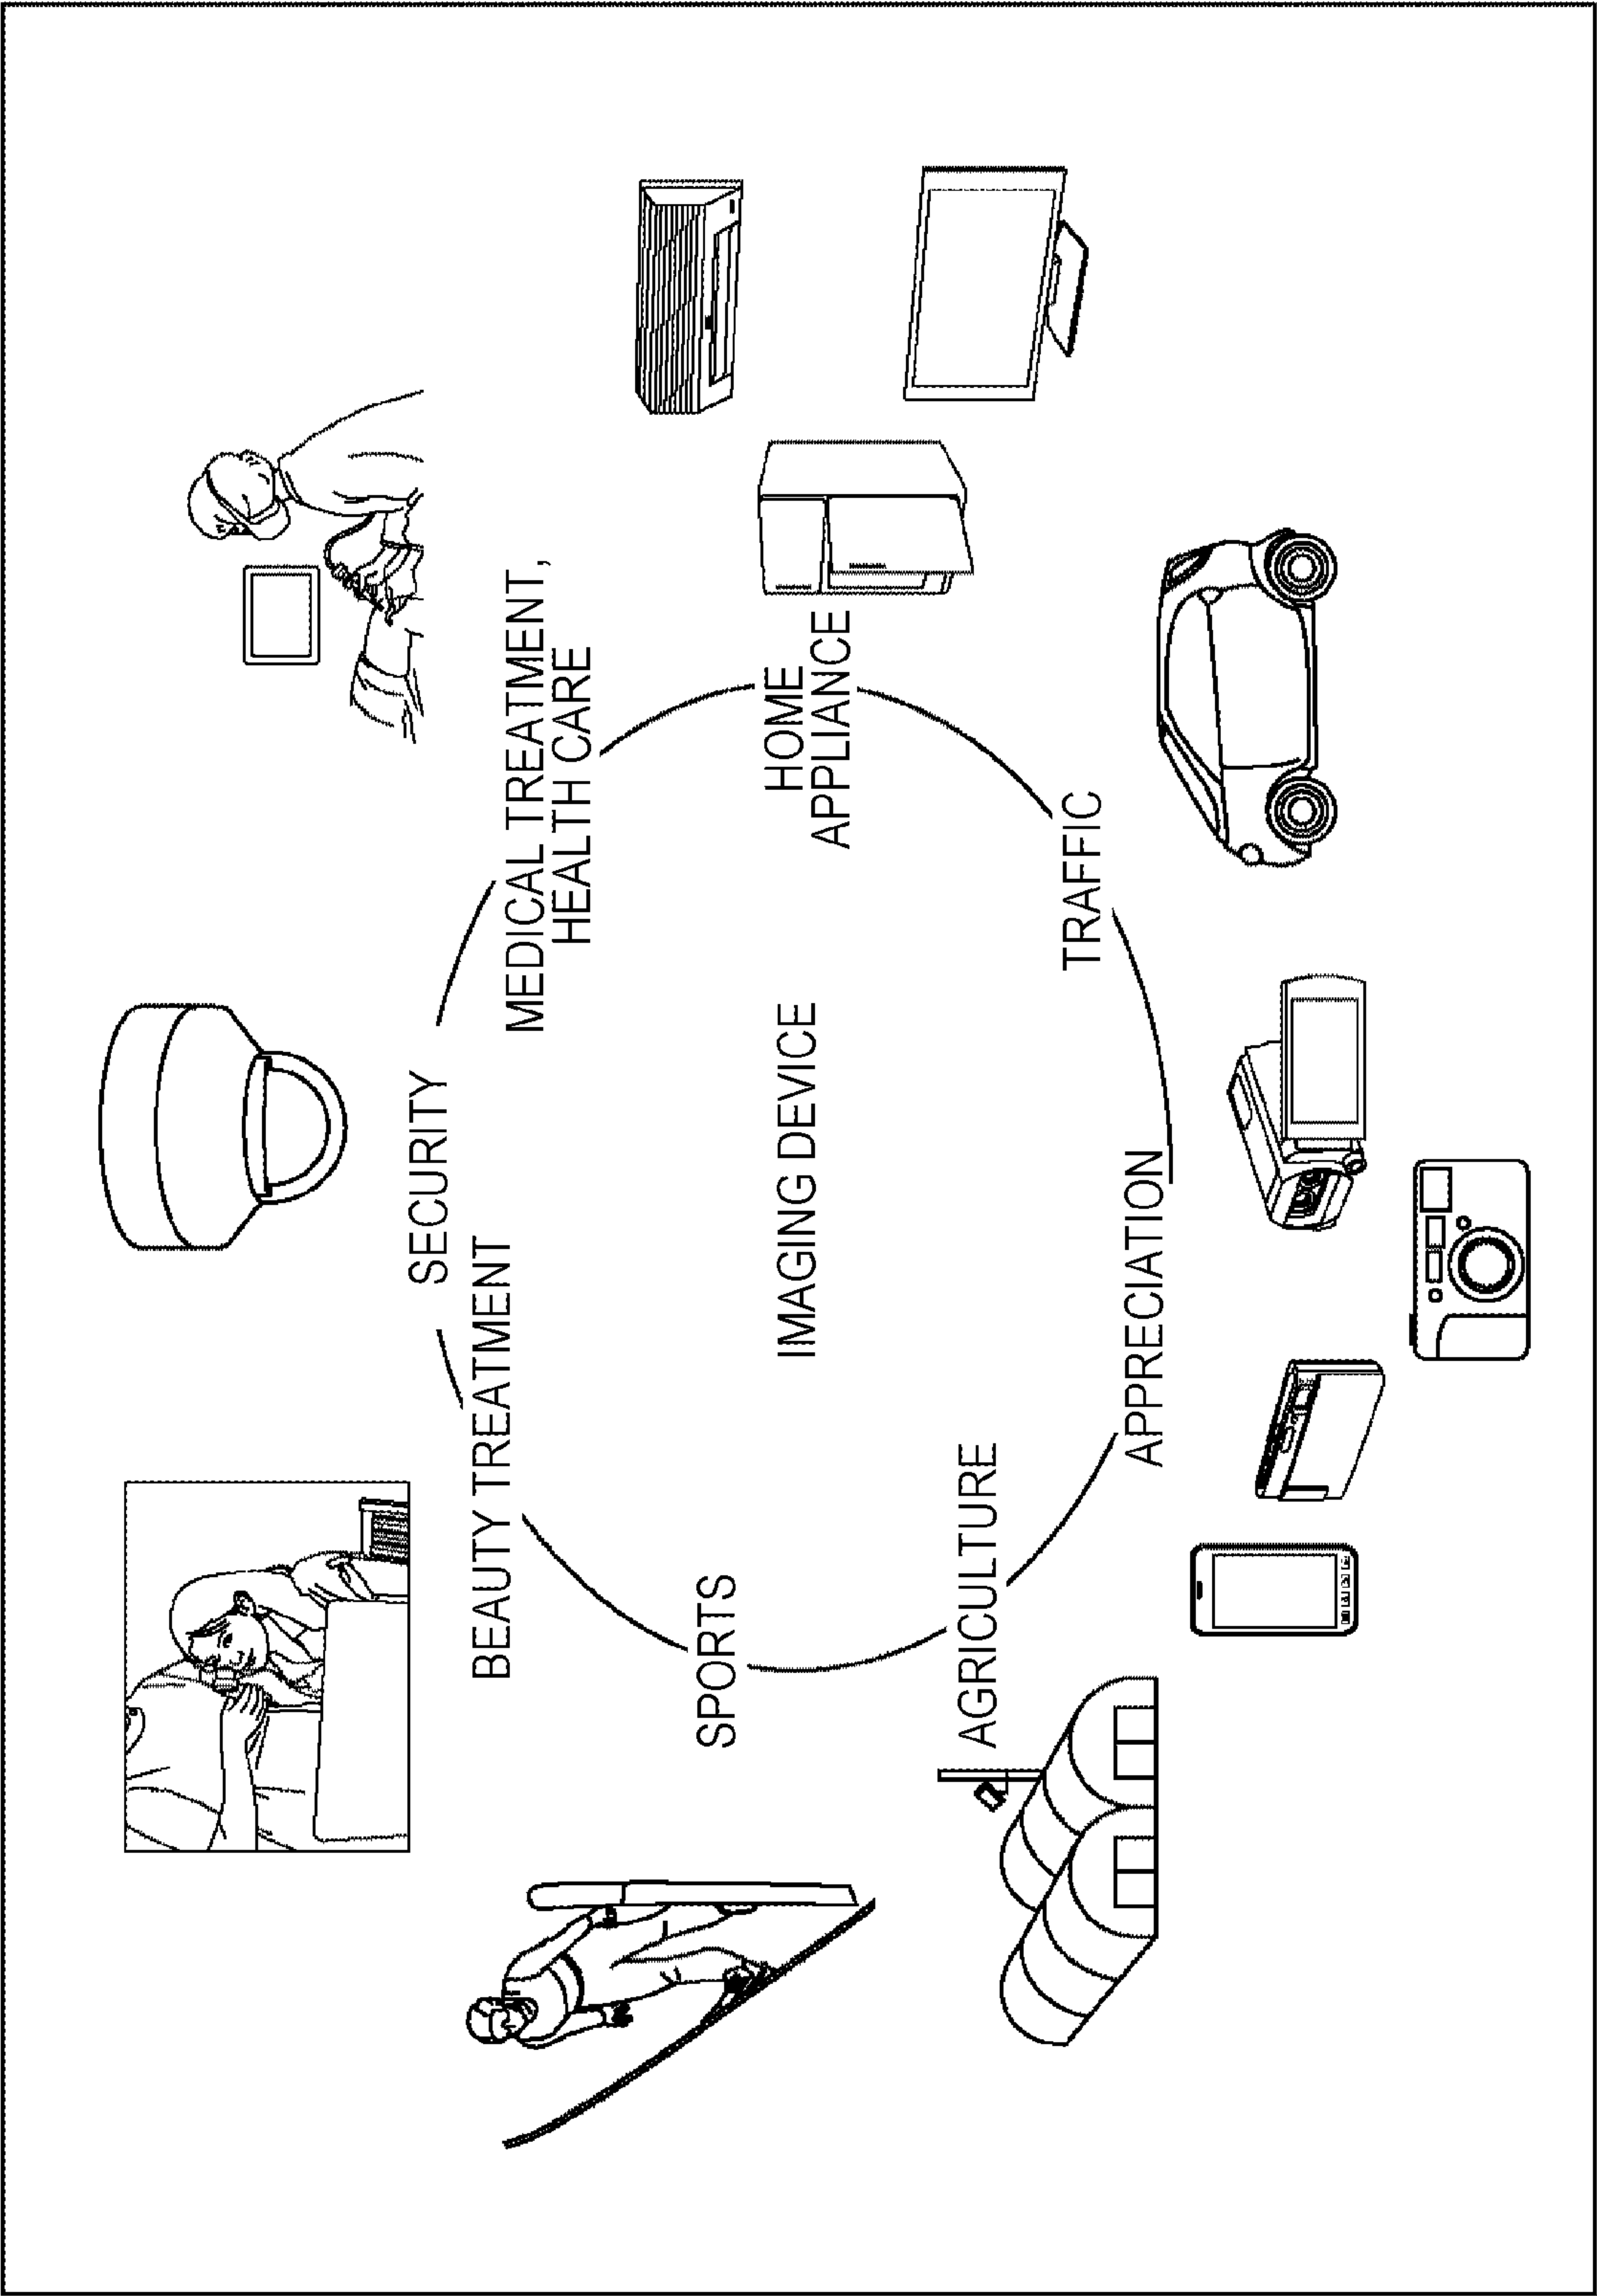 SECURITY
BEAUTY TREATMENT
MEDICAL TREATMENT,
HEALTH CARE
SPORTS
IMAGING DEVICE
HOME
APPLIANCE
AGRICULTURE
TRAFFIC
APPRECIATION